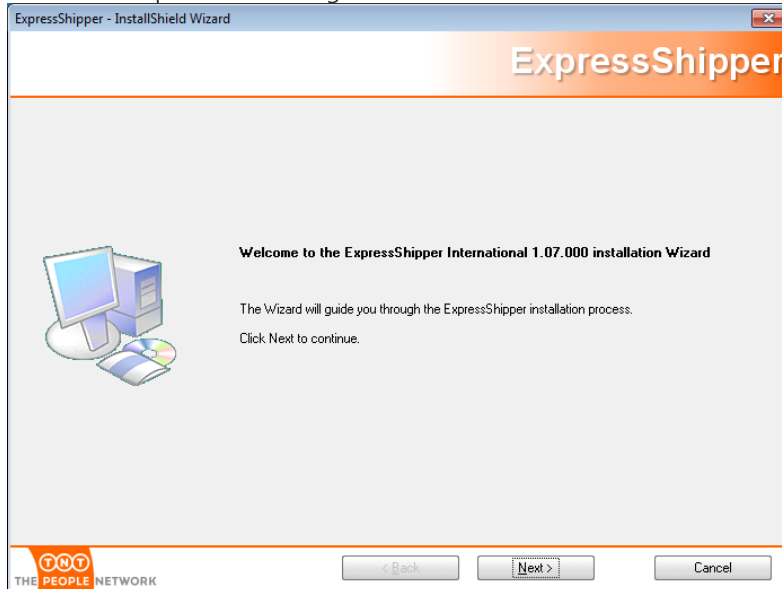 ExpressShipper - InstallShield Wizard
ExpressShipper
Welcome to the ExpressShipper International 1.07.000 installation Wizard
The Wizard will guide you through the ExpressShipper installation process.
Click Next to continue.
TNT
THE PEOPLE NETWORK
< Back
Next >
Cancel